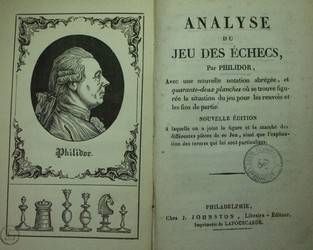 Philidor.
ANALYSE
DU
JEU DES ÉCHECS,
Par PHILIDOR,
Avec une nouvelle notation abrégée, et
quarante-deux planches où se trouve figu-
rée la situation du jeu pour les renvois et
les fins de partie.
NOUVELLE ÉDITION
à laquelle on a joint la figure et la marche des
différentes pièces de ce Jeu, ainsi que l'explica-
tion des termes qui lui sont particuliers.
PHILADELPHIE,
Chez J. JOHNSTON, Libraire-Éditeur,
Imprimerie de LAFOURCADE.